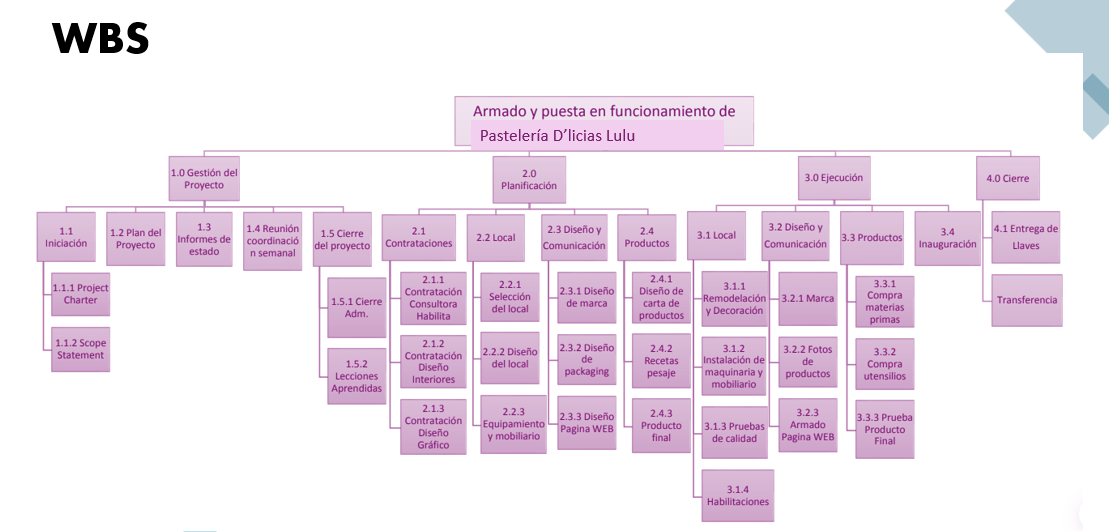 WBS
Armado y puesta en funcionamiento de
Pastelería D’licias Lulu
1.0 Gestión del
Proyecto
2.0
Planificación
3.0 Ejecución
4.0 Cierre
1.1
Iniciación
1.2 Plan del
Proyecto
1.3
Informes de
estado
1.4 Reunión
coordinació
n semanal
1.5 Cierre
del proyecto
2.1
Contrataciones
2.2 Local
2.3 Diseño y
Comunicación
2.4
Productos
3.1 Local
3.2 Diseño y
Comunicación
3.3 Productos
3.4
Inauguración
4.1 Entrega de
Llaves
1.1.1 Project
Charter
1.1.2 Scope
Statement
1.5.1 Cierre
Adm.
1.5.2
Lecciones
Aprendidas
2.1.1
Contratación
Consultora
Habilita
2.1.2
Contratación
Diseño
Interiores
2.1.3
Contratación
Diseño
Gráfico
2.2.1
Selección
del local
2.2.2 Diseño
del local
2.2.3
Equipamiento
y mobiliario
2.3.1 Diseño
de marca
2.3.2 Diseño
de
packaging
2.3.3 Diseño
Pagina WEB
2.4.1
Diseño de
carta de
productos
2.4.2
Recetas
pesaje
2.4.3
Producto
final
3.1.1
Remodelación
y Decoración
3.1.2
Instalación de
maquinaria y
mobiliario
3.1.3 Pruebas
de calidad
3.1.4
Habilitaciones
3.2.1 Marca
3.2.2 Fotos
de
productos
3.2.3
Armado
Pagina WEB
3.3.1
Compra
materias
primas
3.3.2
Compra
utensilios
3.3.3 Prueba
Producto
Final
Transferencia